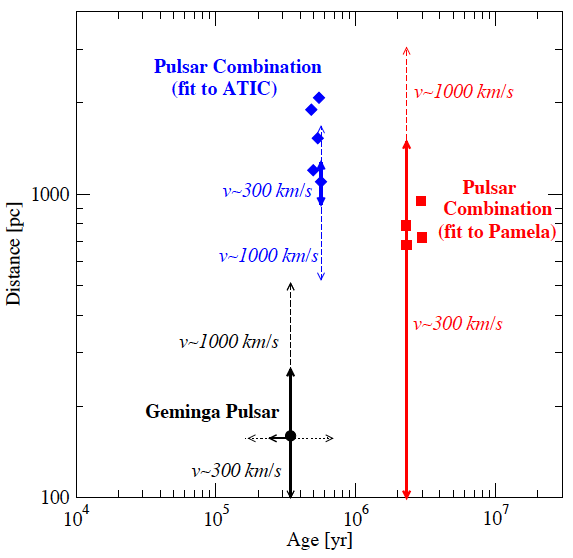 Pulsar Combination
(fit to ATIC)
v~1000 km/s
Pulsar
Combination
(fit to Pamela)
v~300 km/s
v~1000 km/s
v~300 km/s
v~1000 km/s
Geminga Pulsar
v~300 km/s
Distance [pc]
1000
100
10^4
10^5
10^6
10^7
Age [yr]